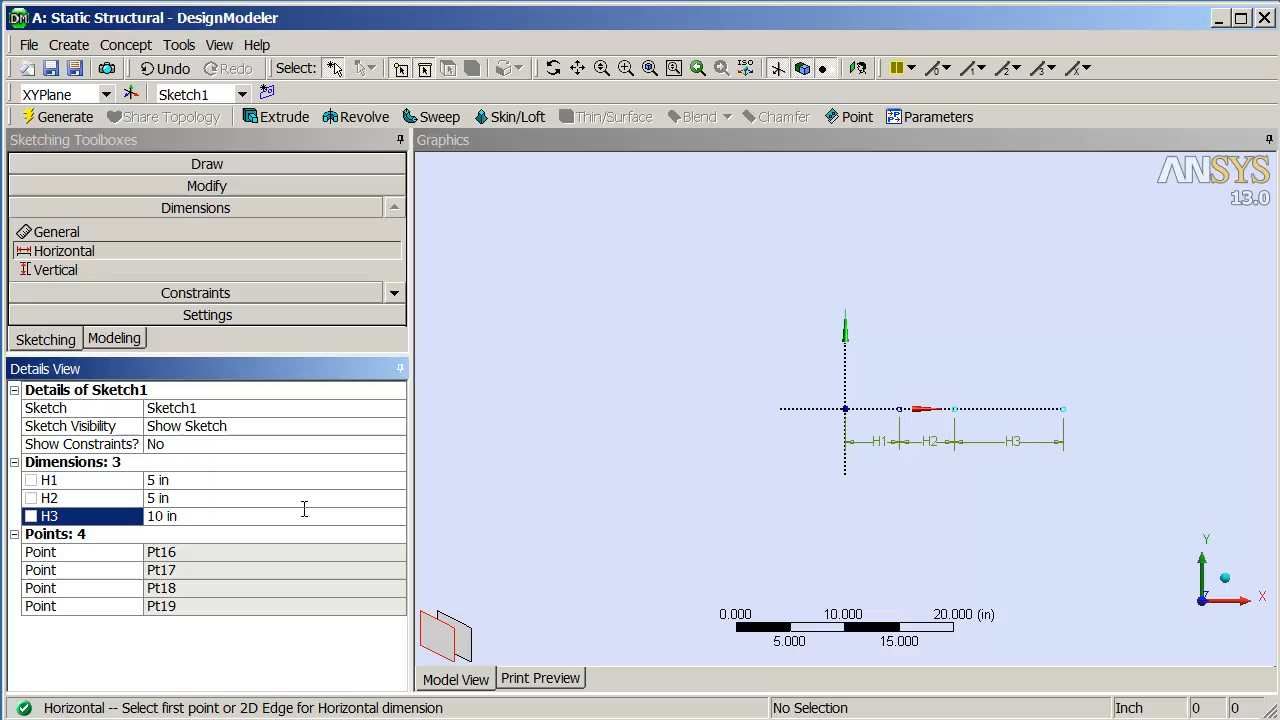 A: Static Structural - DesignModeler
File Create Concept Tools View Help
Undo Redo Select: ISO
XYPlane Sketch1
Generate Share Topology Extrude Revolve Sweep Skin/Loft Thin/Surface Blend Chamfer Point Parameters
Sketching Toolboxes
Draw
Modify
Dimensions
General
Horizontal
Vertical
Constraints
Settings
Sketching Modeling
Details View
Details of Sketch1
Sketch Sketch1
Sketch Visibility Show Sketch
Show Constraints? No
Dimensions: 3
H1 5 in
H2 5 in
H3 10 in
Points: 4
Point Pt16
Point Pt17
Point Pt18
Point Pt19
Graphics
ANSYS
13.0
H1 H2 H3
Y
X
0.000 10.000 20.000 (in)
5.000 15.000
Model View Print Preview
Horizontal -- Select first point or 2D Edge for Horizontal dimension No Selection Inch 0 0